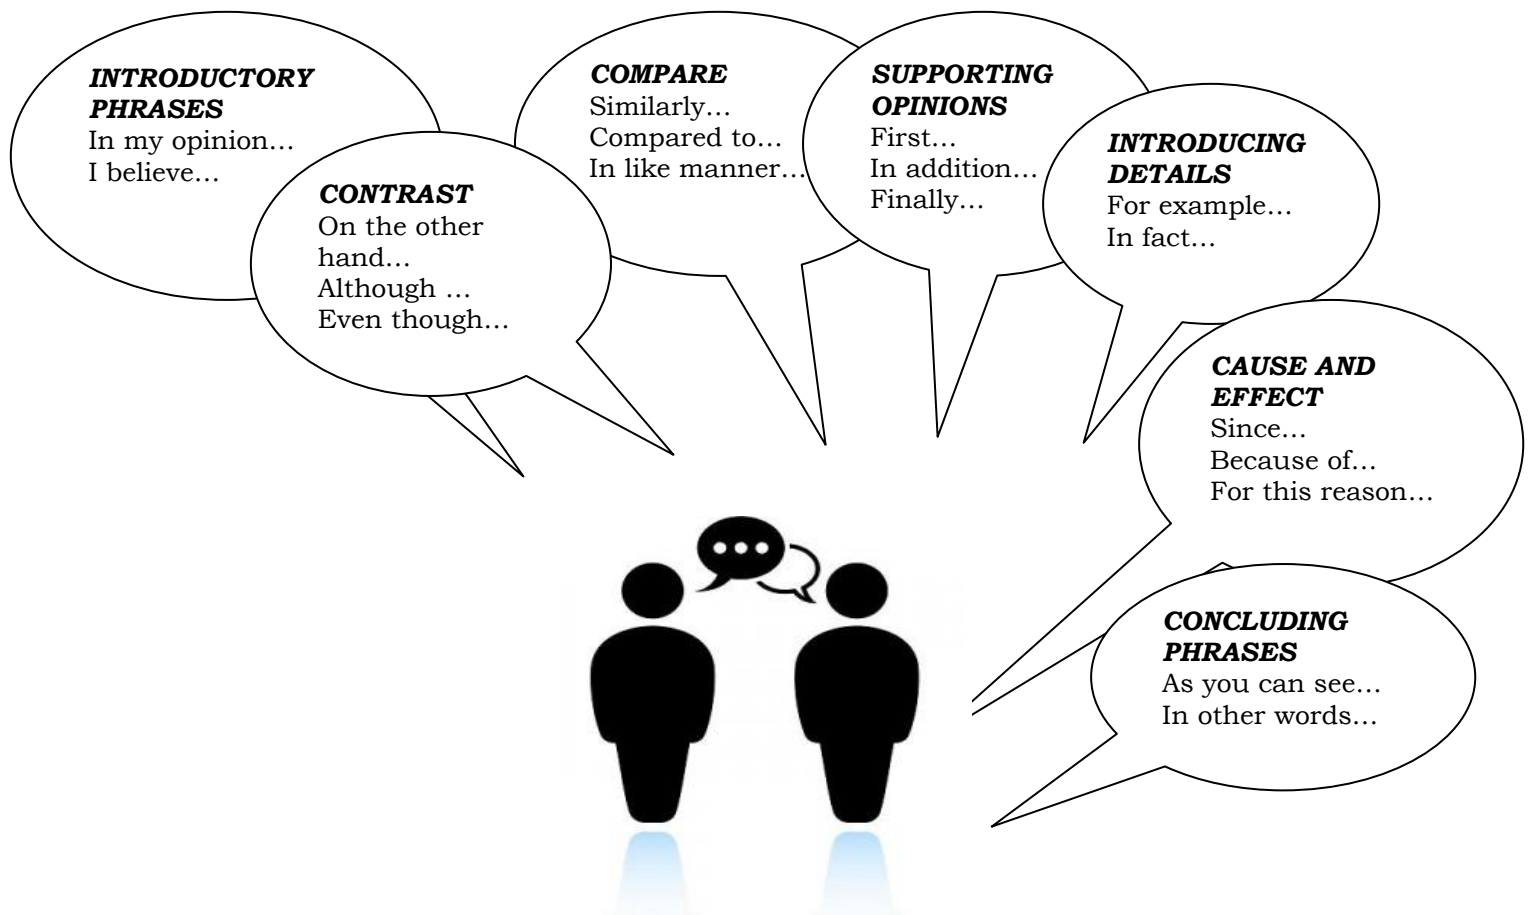 INTRODUCTORY
PHRASES
In my opinion…
I believe…
CONTRAST
On the other
hand…
Although …
Even though…
COMPARE
Similarly…
Compared to…
In like manner…
SUPPORTING
OPINIONS
First…
In addition…
Finally…
INTRODUCING
DETAILS
For example…
In fact…
CAUSE AND
EFFECT
Since…
Because of…
For this reason…
CONCLUDING
PHRASES
As you can see…
In other words…